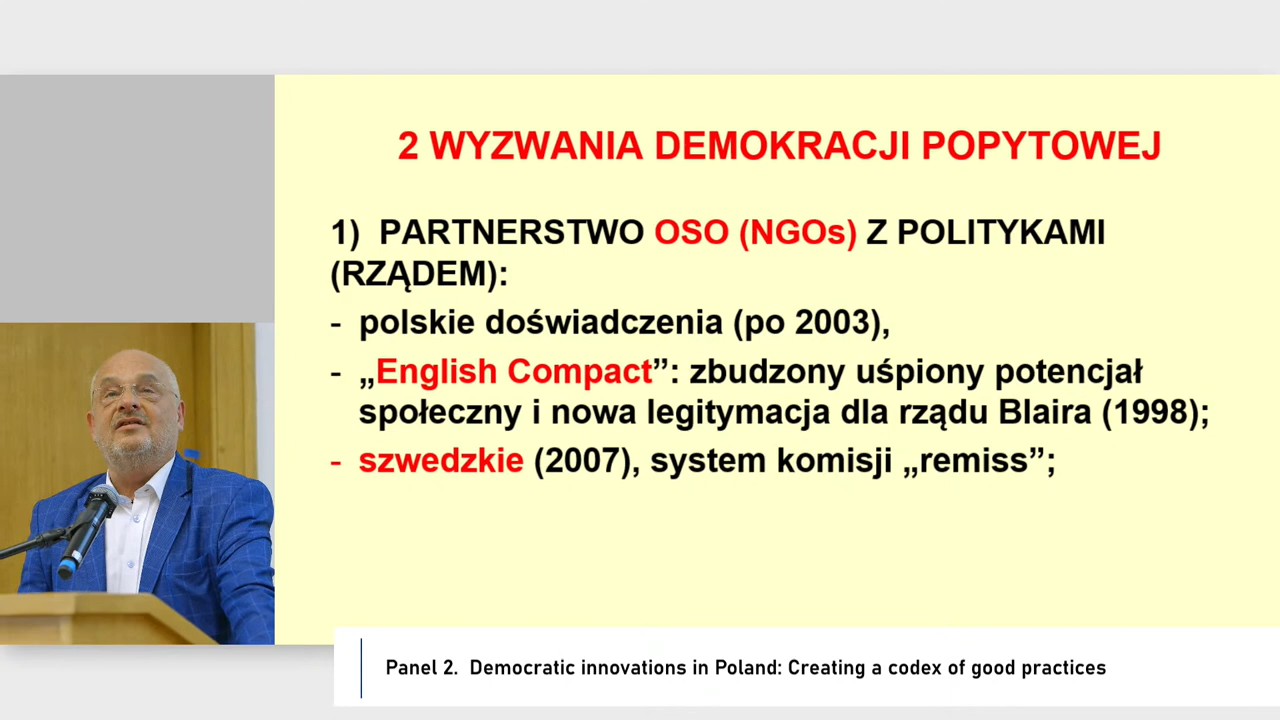 2 WYZWANIA DEMOKRACJI POPYTOWEJ
1) PARTNERSTWO OSO (NGOs) Z POLITYKAMI
(RZĄDEM):
- polskie doświadczenia (po 2003),
- „English Compact”: zbudzony uśpiony potencjał
społeczny i nowa legitymacja dla rządu Blaira (1998);
- szwedzkie (2007), system komisji „remiss”;
Panel 2. Democratic innovations in Poland: Creating a codex of good practices